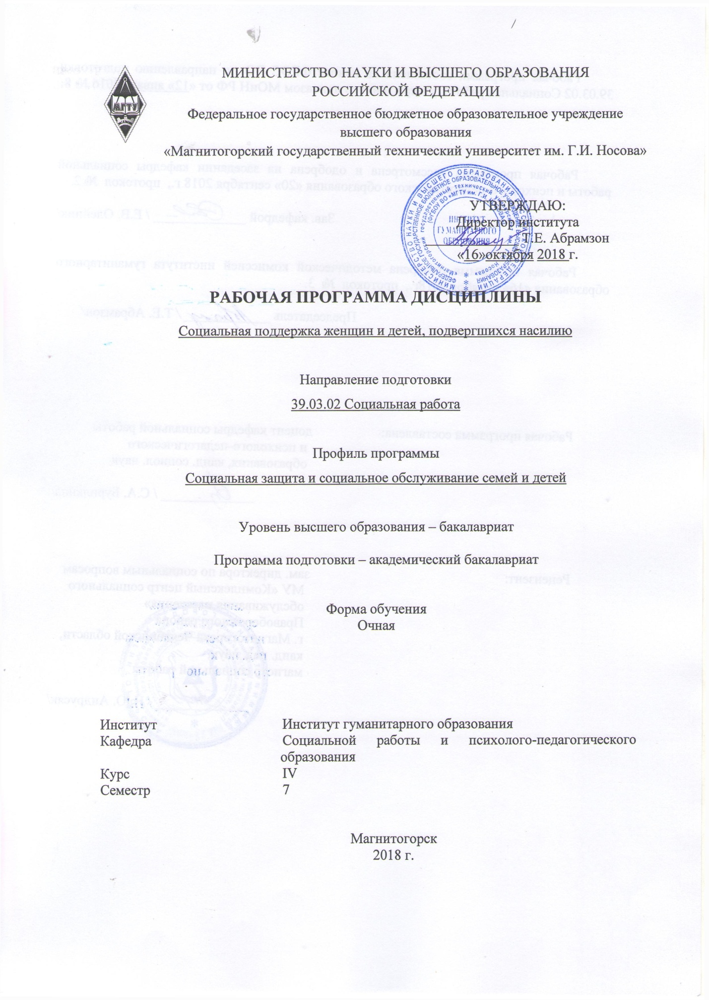 МИНИСТЕРСТВО НАУКИ И ВЫСШЕГО ОБРАЗОВАНИЯ
РОССИЙСКОЙ ФЕДЕРАЦИИ
Федеральное государственное бюджетное образовательное учреждение
высшего образования
«Магнитогорский государственный технический университет им. Г.И. Носова»
МГТУ
УТВЕРЖДАЮ:
Директор института
Т.Е. Абрамзон
«16»октября 2018 г.
ИНСТИТУТ
ГУМАНИТАРНОГО
ОБРАЗОВАНИЯ
РАБОЧАЯ ПРОГРАММА ДИСЦИПЛИНЫ
Социальная поддержка женщин и детей, подвергшихся насилию
Направление подготовки
39.03.02 Социальная работа
Профиль программы
Социальная защита и социальное обслуживание семей и детей
Уровень высшего образования – бакалавриат
Программа подготовки – академический бакалавриат
Форма обучения
Очная
Институт Институт гуманитарного образования
Кафедра Социальной работы и психолого-педагогического
образования
Курс IV
Семестр 7
Магнитогорск
2018 г.